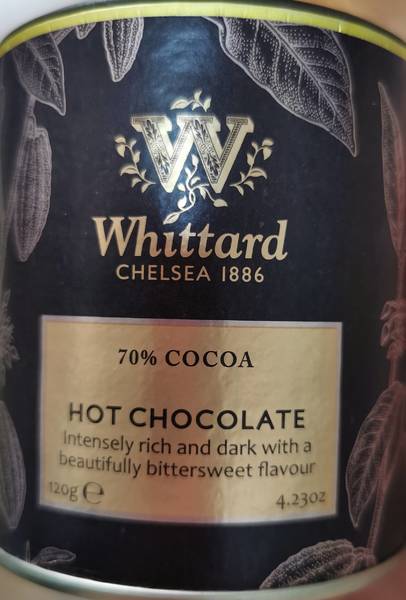 W
Whittard
CHELSEA 1886
70% COCOA
HOT CHOCOLATE
Intensely rich and dark with a
beautifully bittersweet flavour
120g ℮
4.23oz